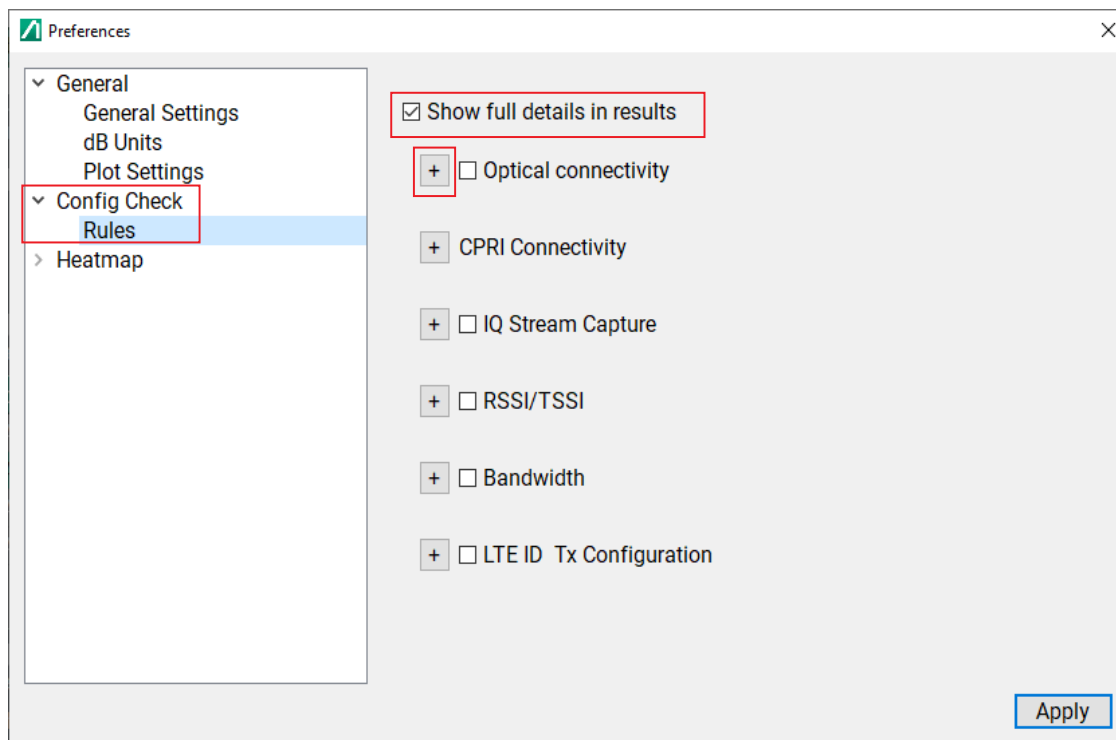 Preferences
General
General Settings
dB Units
Plot Settings
Config Check
Rules
Heatmap
Show full details in results
+ Optical connectivity
+ CPRI Connectivity
+ IQ Stream Capture
+ RSSI/TSSI
+ Bandwidth
+ LTE ID  Tx Configuration
Apply